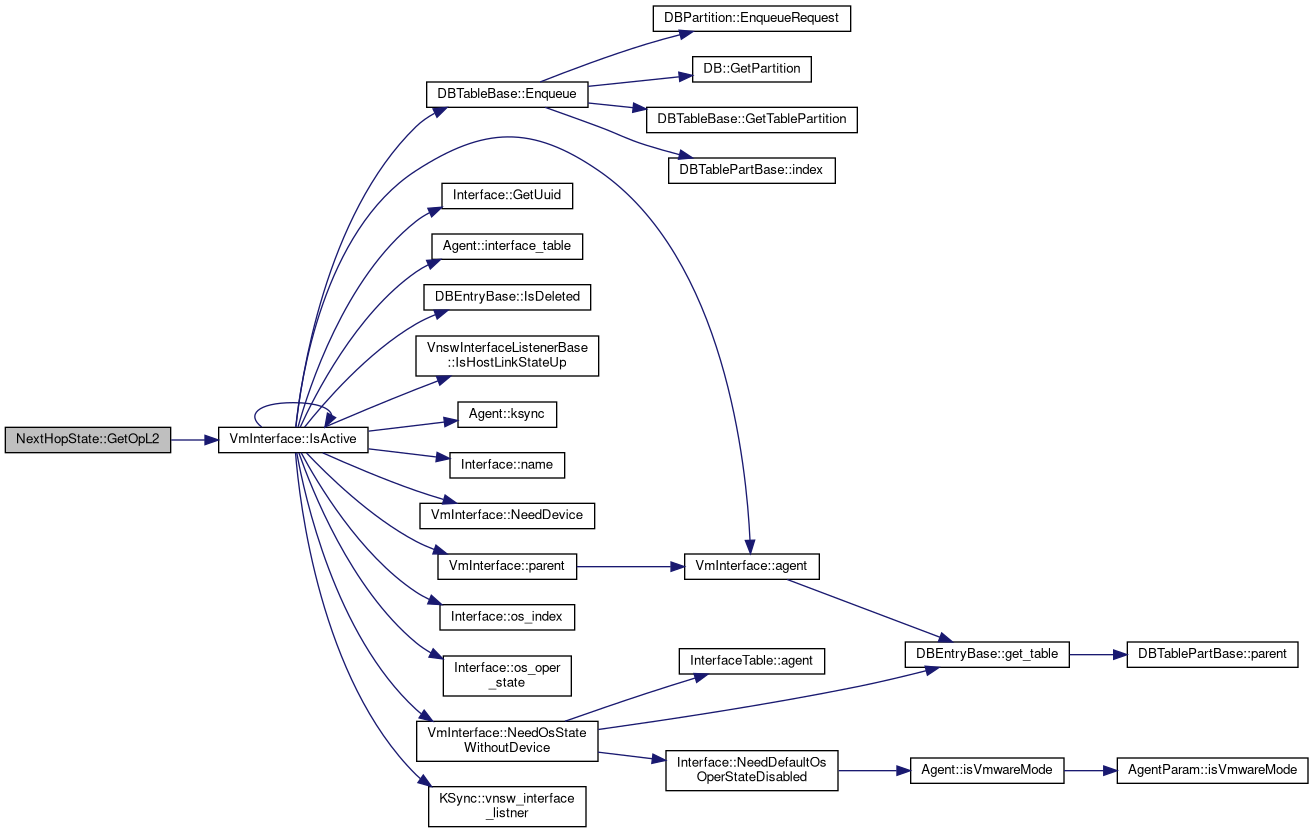 DBPartition::EnqueueRequest
DB::GetPartition
DBTableBase::Enqueue
DBTableBase::GetTablePartition
DBTablePartBase::index
Interface::GetUuid
Agent::interface_table
DBEntryBase::IsDeleted
VnswInterfaceListenerBase
::IsHostLinkStateUp
Agent::ksync
NextHopState::GetOpL2
VmInterface::IsActive
Interface::name
VmInterface::NeedDevice
VmInterface::parent
VmInterface::agent
Interface::os_index
DBEntryBase::get_table
DBTablePartBase::parent
InterfaceTable::agent
Interface::os_oper
_state
VmInterface::NeedOsState
WithoutDevice
Interface::NeedDefaultOs
OperStateDisabled
Agent::isVmwareMode
AgentParam::isVmwareMode
KSync::vnsw_interface
_listner